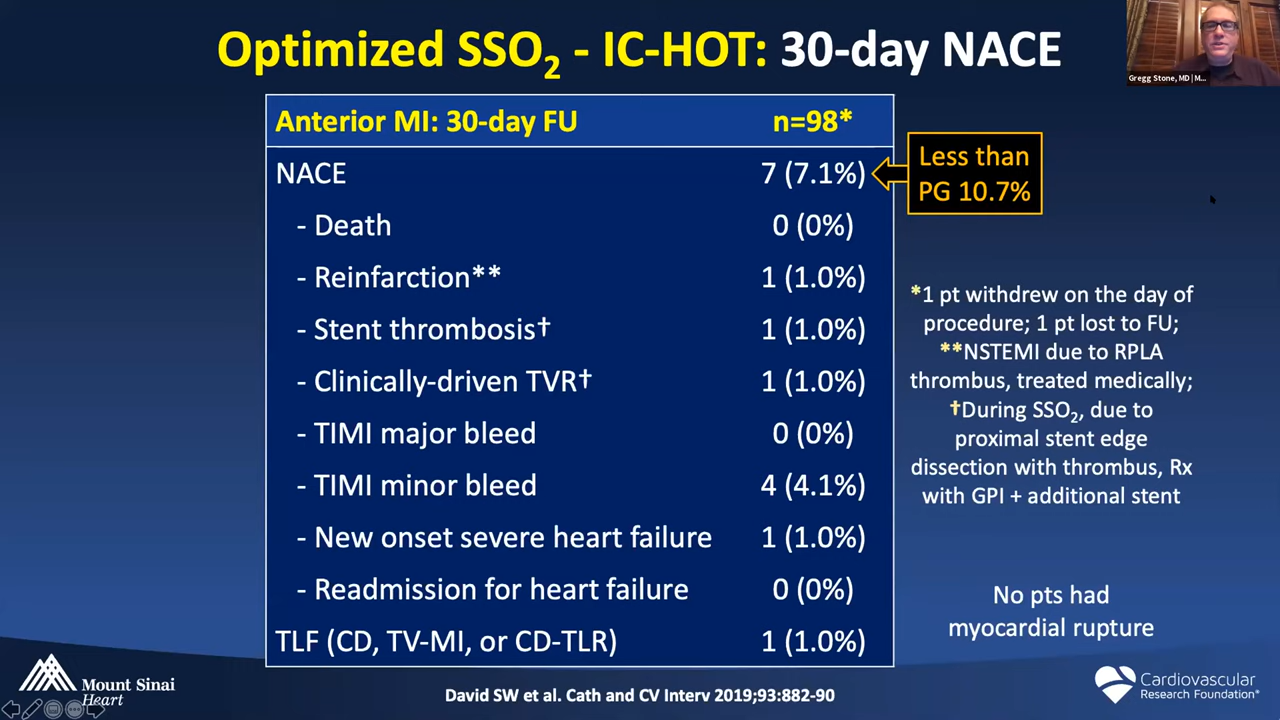 Optimized SSO₂ - IC-HOT: 30-day NACE
Gregg Stone, MD | M...
Anterior MI: 30-day FU n=98*
NACE 7 (7.1%)
Less than
PG 10.7%
- Death 0 (0%)
- Reinfarction** 1 (1.0%)
- Stent thrombosis† 1 (1.0%)
- Clinically-driven TVR† 1 (1.0%)
- TIMI major bleed 0 (0%)
- TIMI minor bleed 4 (4.1%)
- New onset severe heart failure 1 (1.0%)
- Readmission for heart failure 0 (0%)
TLF (CD, TV-MI, or CD-TLR) 1 (1.0%)
*1 pt withdrew on the day of
procedure; 1 pt lost to FU;
**NSTEMI due to RPLA
thrombus, treated medically;
†During SSO₂, due to
proximal stent edge
dissection with thrombus, Rx
with GPI + additional stent
No pts had
myocardial rupture
Mount Sinai
Heart
David SW et al. Cath and CV Interv 2019;93:882-90
Cardiovascular
Research Foundation®